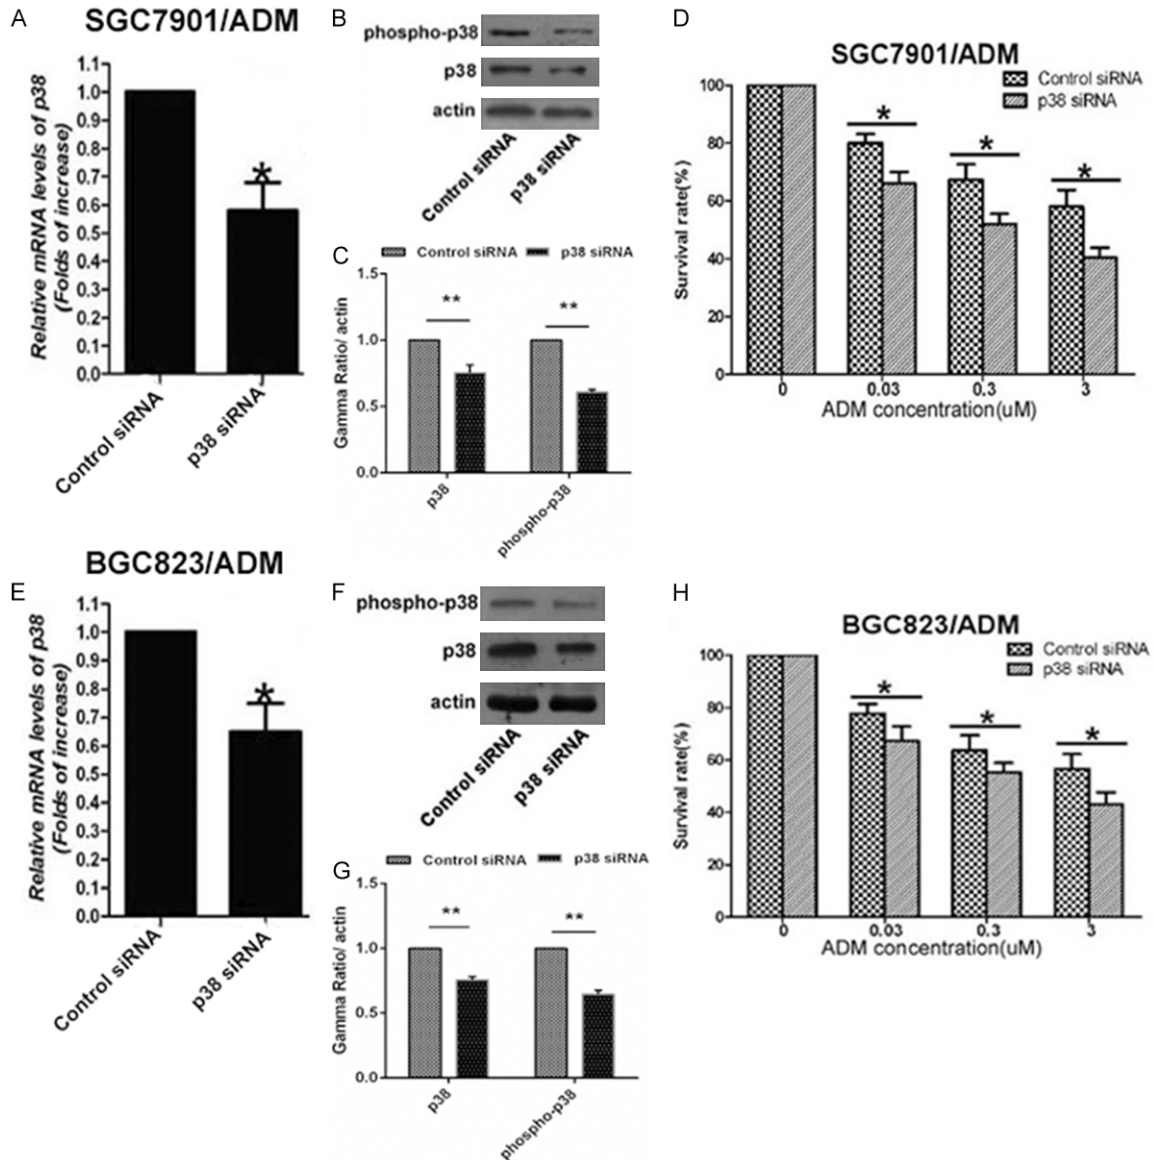 A
SGC7901/ADM
Relative mRNA levels of p38
(Folds of increase)
1.1
1.0
0.9
0.8
0.7
0.6
0.5
0.4
0.3
0.2
0.1
0.0
*
Control siRNA
p38 siRNA
B
phospho-p38
p38
actin
Control siRNA
p38 siRNA
C
Control siRNA
p38 siRNA
Gamma Ratio/ actin
1.5
1.0
0.5
0.0
**
**
p38
phospho-p38
D
SGC7901/ADM
Control siRNA
p38 siRNA
Survival rate(%)
100
80
60
40
20
0
*
*
*
0
0.03
0.3
3
ADM concentration(uM)
E
BGC823/ADM
Relative mRNA levels of p38
(Folds of increase)
1.1
1.0
0.9
0.8
0.7
0.6
0.5
0.4
0.3
0.2
0.1
0.0
*
Control siRNA
p38 siRNA
F
phospho-p38
p38
actin
Control siRNA
p38 siRNA
G
Control siRNA
p38 siRNA
Gamma Ratio/ actin
1.5
1.0
0.5
0.0
**
**
p38
phospho-p38
H
BGC823/ADM
Control siRNA
p38 siRNA
Survival rate(%)
100
80
60
40
20
0
*
*
*
0
0.03
0.3
3
ADM concentration(uM)